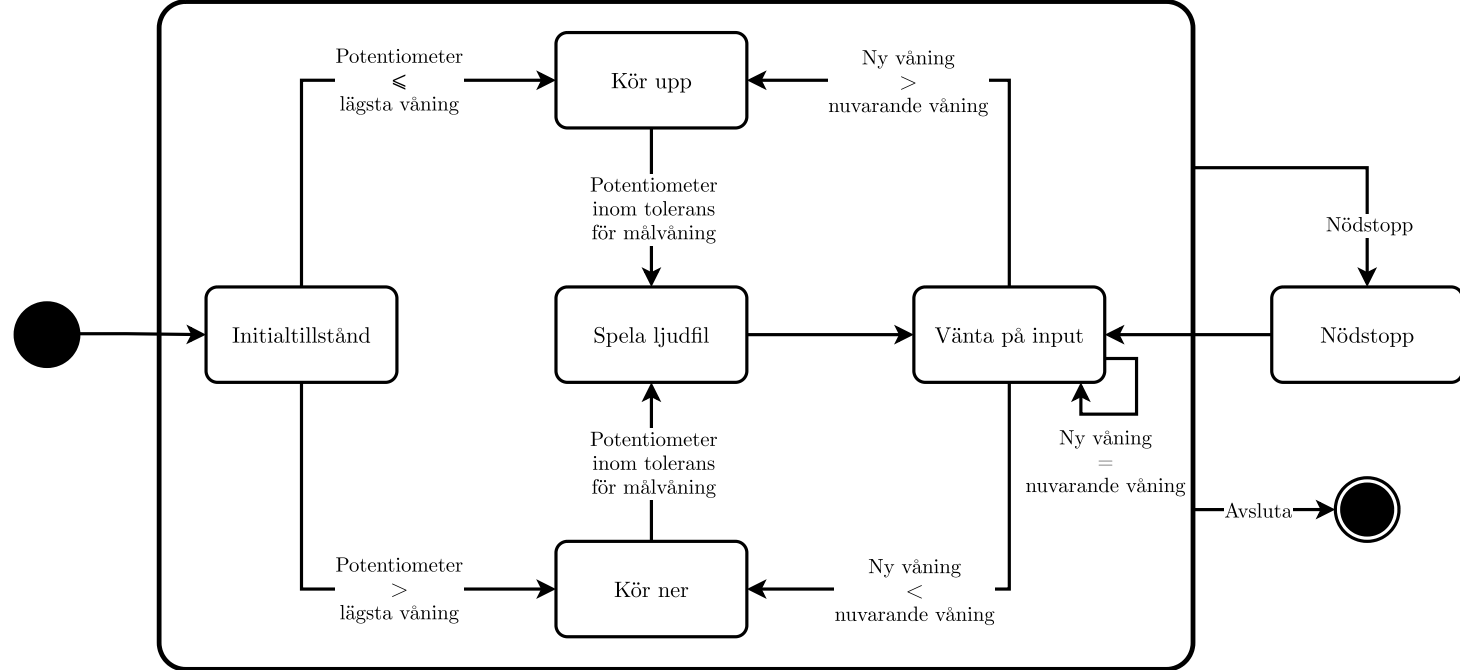 Potentiometer
⩽
lägsta våning
Kör upp
Ny våning
>
nuvarande våning
Potentiometer
inom tolerans
för målvåning
Nödstopp
Initialtillstånd
Spela ljudfil
Vänta på input
Nödstopp
Potentiometer
inom tolerans
för målvåning
Ny våning
=
nuvarande våning
Avsluta
Potentiometer
>
lägsta våning
Kör ner
Ny våning
<
nuvarande våning